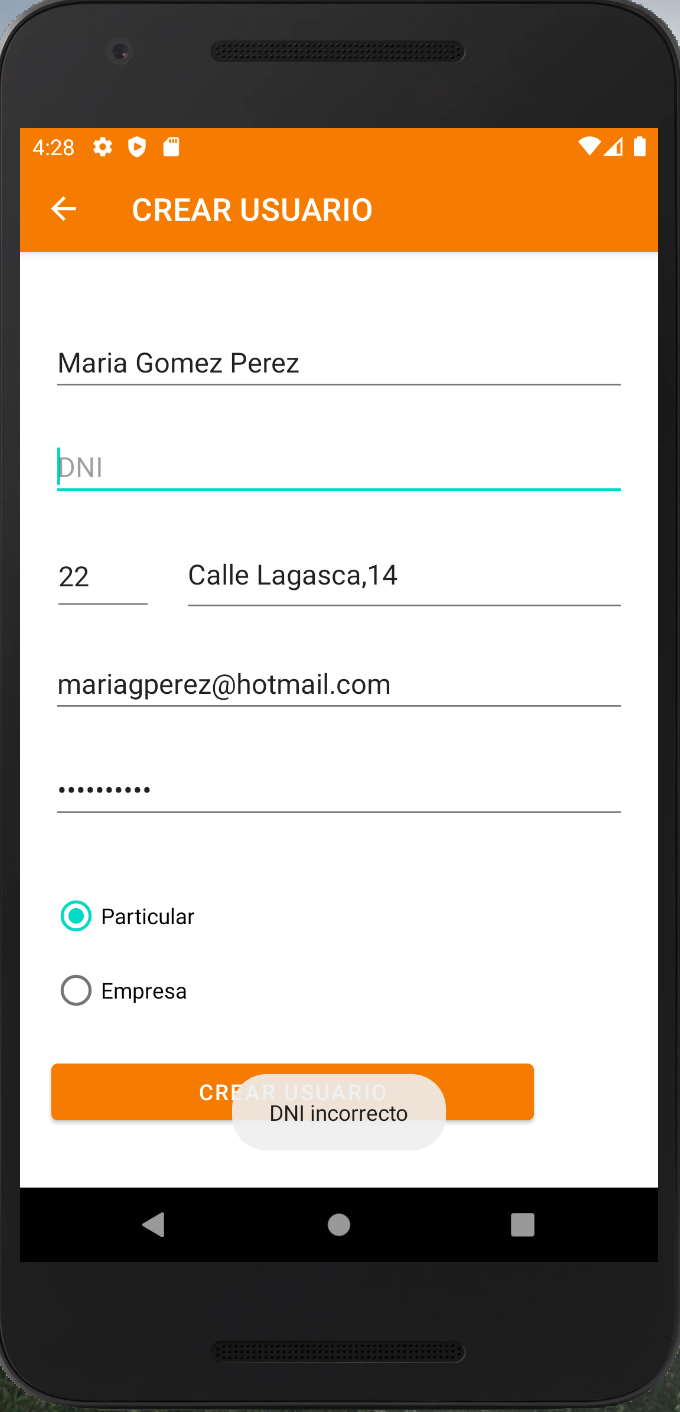 4:28
CREAR USUARIO
Maria Gomez Perez
DNI
22 Calle Lagasca,14
mariagperez@hotmail.com
••••••••••
Particular
Empresa
CREAR USUARIO
DNI incorrecto